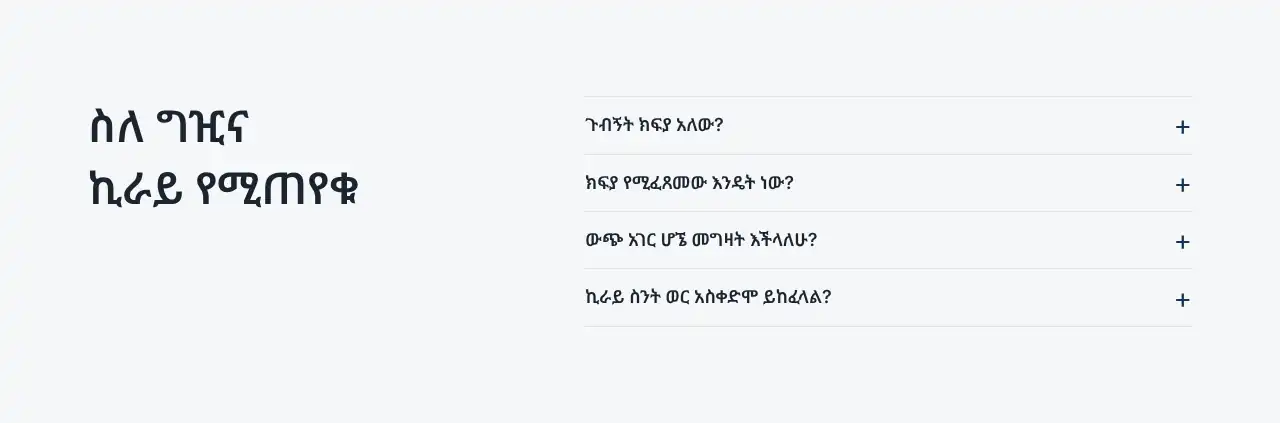 ስለ ግዢና
ኪራይ የሚጠየቁ
ጉብኝት ክፍያ አለው?
ክፍያ የሚፈጸመው እንዴት ነው?
ውጭ አገር ሆኜ መግዛት እችላለሁ?
ኪራይ ስንት ወር አስቀድሞ ይከፈላል?